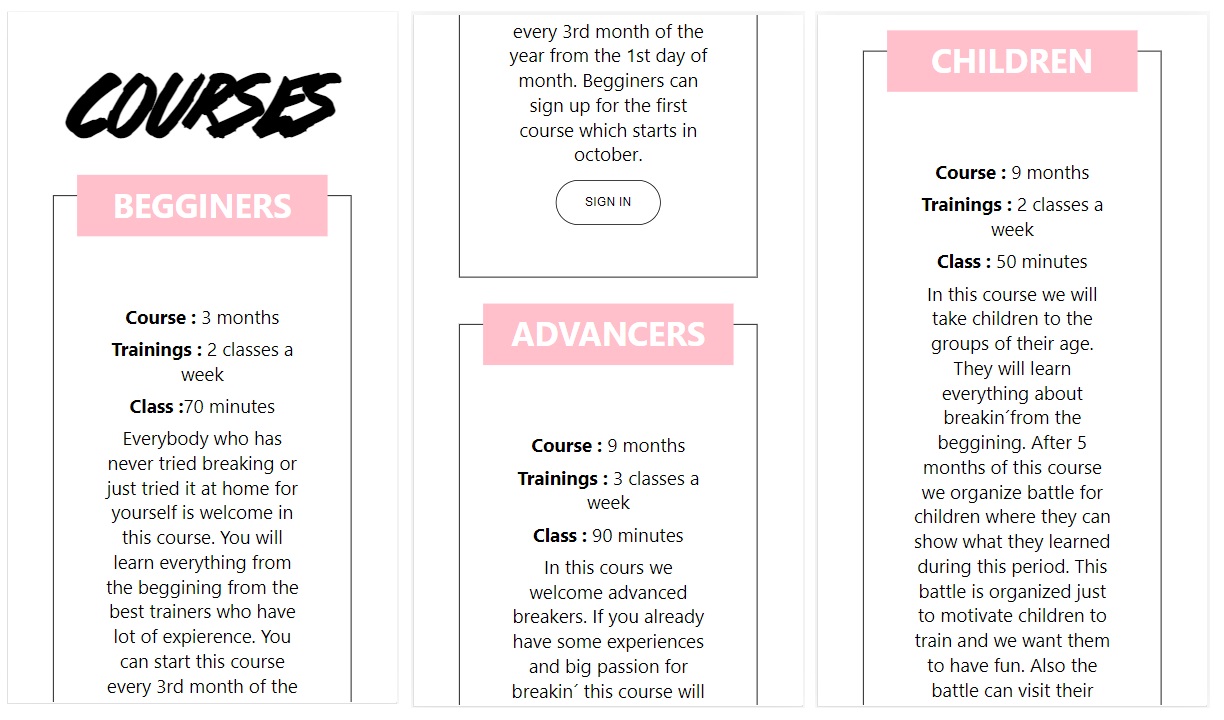 COURSES
BEGGINERS
Course : 3 months
Trainings : 2 classes a
week
Class :70 minutes
Everybody who has
never tried breaking or
just tried it at home for
yourself is welcome in
this course. You will
learn everything from
the beggining from the
best trainers who have
lot of expierence. You
can start this course
every 3rd month of the
every 3rd month of the
year from the 1st day of
month. Begginers can
sign up for the first
course which starts in
october.
SIGN IN
ADVANCERS
Course : 9 months
Trainings : 3 classes a
week
Class : 90 minutes
In this cours we
welcome advanced
breakers. If you already
have some experiences
and big passion for
breakin´ this course will
CHILDREN
Course : 9 months
Trainings : 2 classes a
week
Class : 50 minutes
In this course we will
take children to the
groups of their age.
They will learn
everything about
breakin´from the
beggining. After 5
months of this course
we organize battle for
children where they can
show what they learned
during this period. This
battle is organized just
to motivate children to
train and we want them
to have fun. Also the
battle can visit their